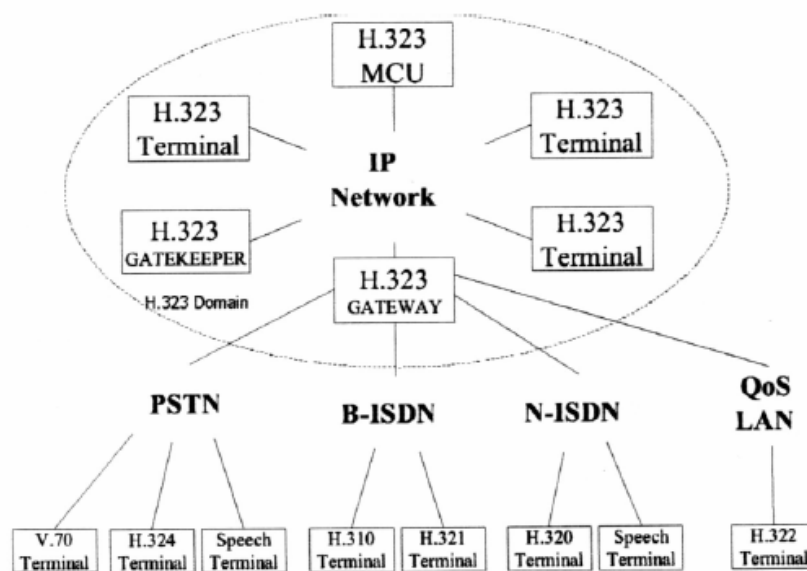 H.323
MCU
H.323
Terminal
H.323
Terminal
IP
Network
H.323
GATEKEEPER
H.323
Terminal
H.323 Domain
H.323
GATEWAY
PSTN
B-ISDN
N-ISDN
QoS
LAN
V.70
Terminal
H.324
Terminal
Speech
Terminal
H.310
Terminal
H.321
Terminal
H.320
Terminal
Speech
Terminal
H.322
Terminal